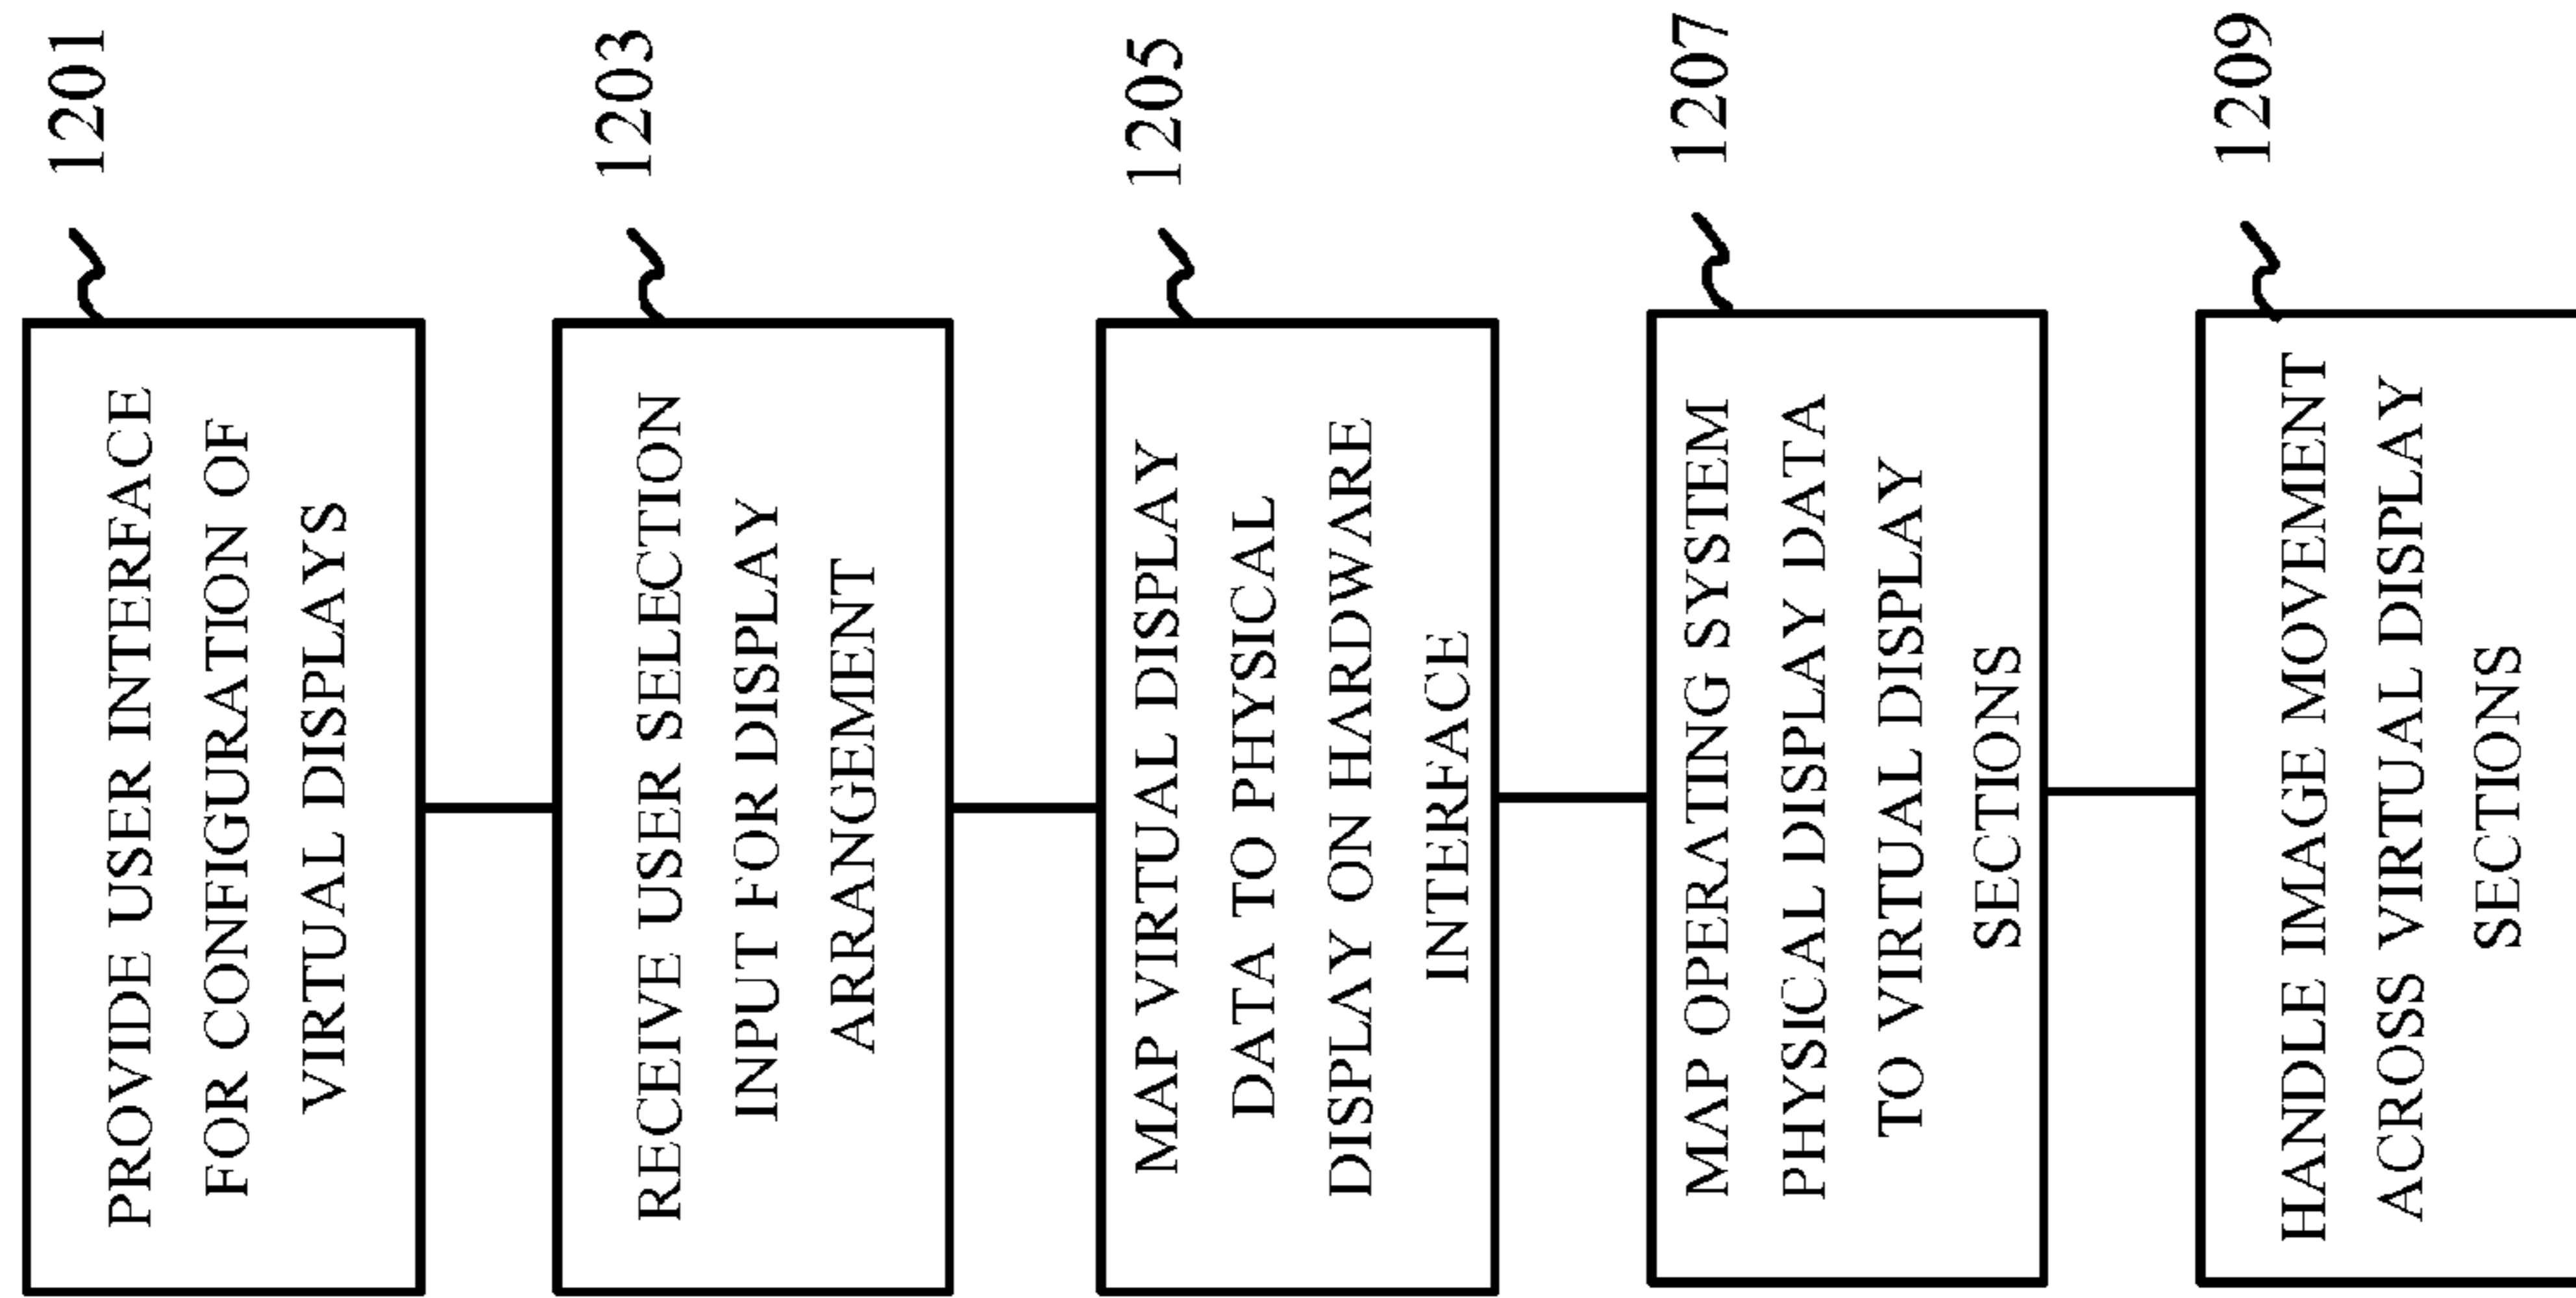 1201
PROVIDE USER INTERFACE
FOR CONFIGURATION OF
VIRTUAL DISPLAYS
1203
RECEIVE USER SELECTION
INPUT FOR DISPLAY
ARRANGEMENT
1205
MAP VIRTUAL DISPLAY
DATA TO PHYSICAL
DISPLAY ON HARDWARE
INTERFACE
1207
MAP OPERATING SYSTEM
PHYSICAL DISPLAY DATA
TO VIRTUAL DISPLAY
SECTIONS
1209
HANDLE IMAGE MOVEMENT
ACROSS VIRTUAL DISPLAY
SECTIONS